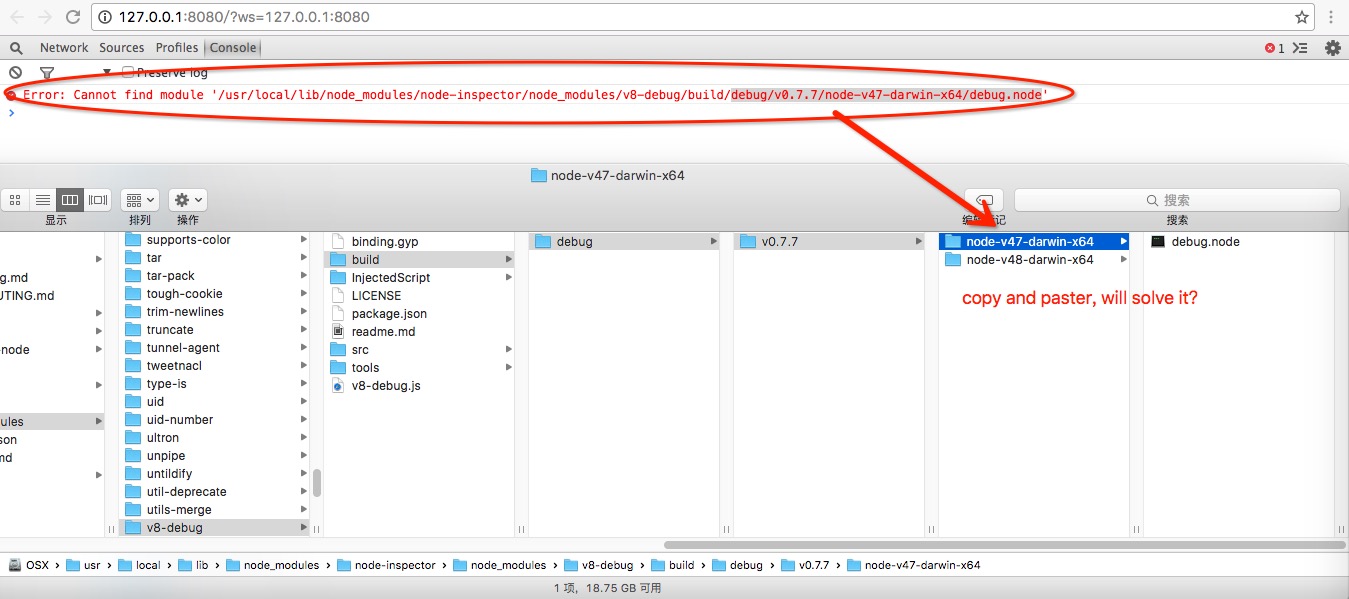 127.0.0.1:8080/?ws=127.0.0.1:8080
Network Sources Profiles Console 1
Preserve log
Error: Cannot find module '/usr/local/lib/node_modules/node-inspector/node_modules/v8-debug/build/debug/v0.7.7/node-v47-darwin-x64/debug.node'
node-v47-darwin-x64
搜索
显示 排列 操作 搜索
supports-color binding.gyp debug v0.7.7 node-v47-darwin-x64 debug.node
tar build node-v48-darwin-x64
g.md tar-pack InjectedScript
UTING.md tough-cookie LICENSE
copy and paster, will solve it?
trim-newlines package.json
truncate readme.md
-node tunnel-agent src
tweetnacl tools
type-is v8-debug.js
uid
ules uid-number
son ultron
md unpipe
untildify
util-deprecate
utils-merge
v8-debug
OSX usr local lib node_modules node-inspector node_modules v8-debug build debug v0.7.7 node-v47-darwin-x64
1 项，18.75 GB 可用